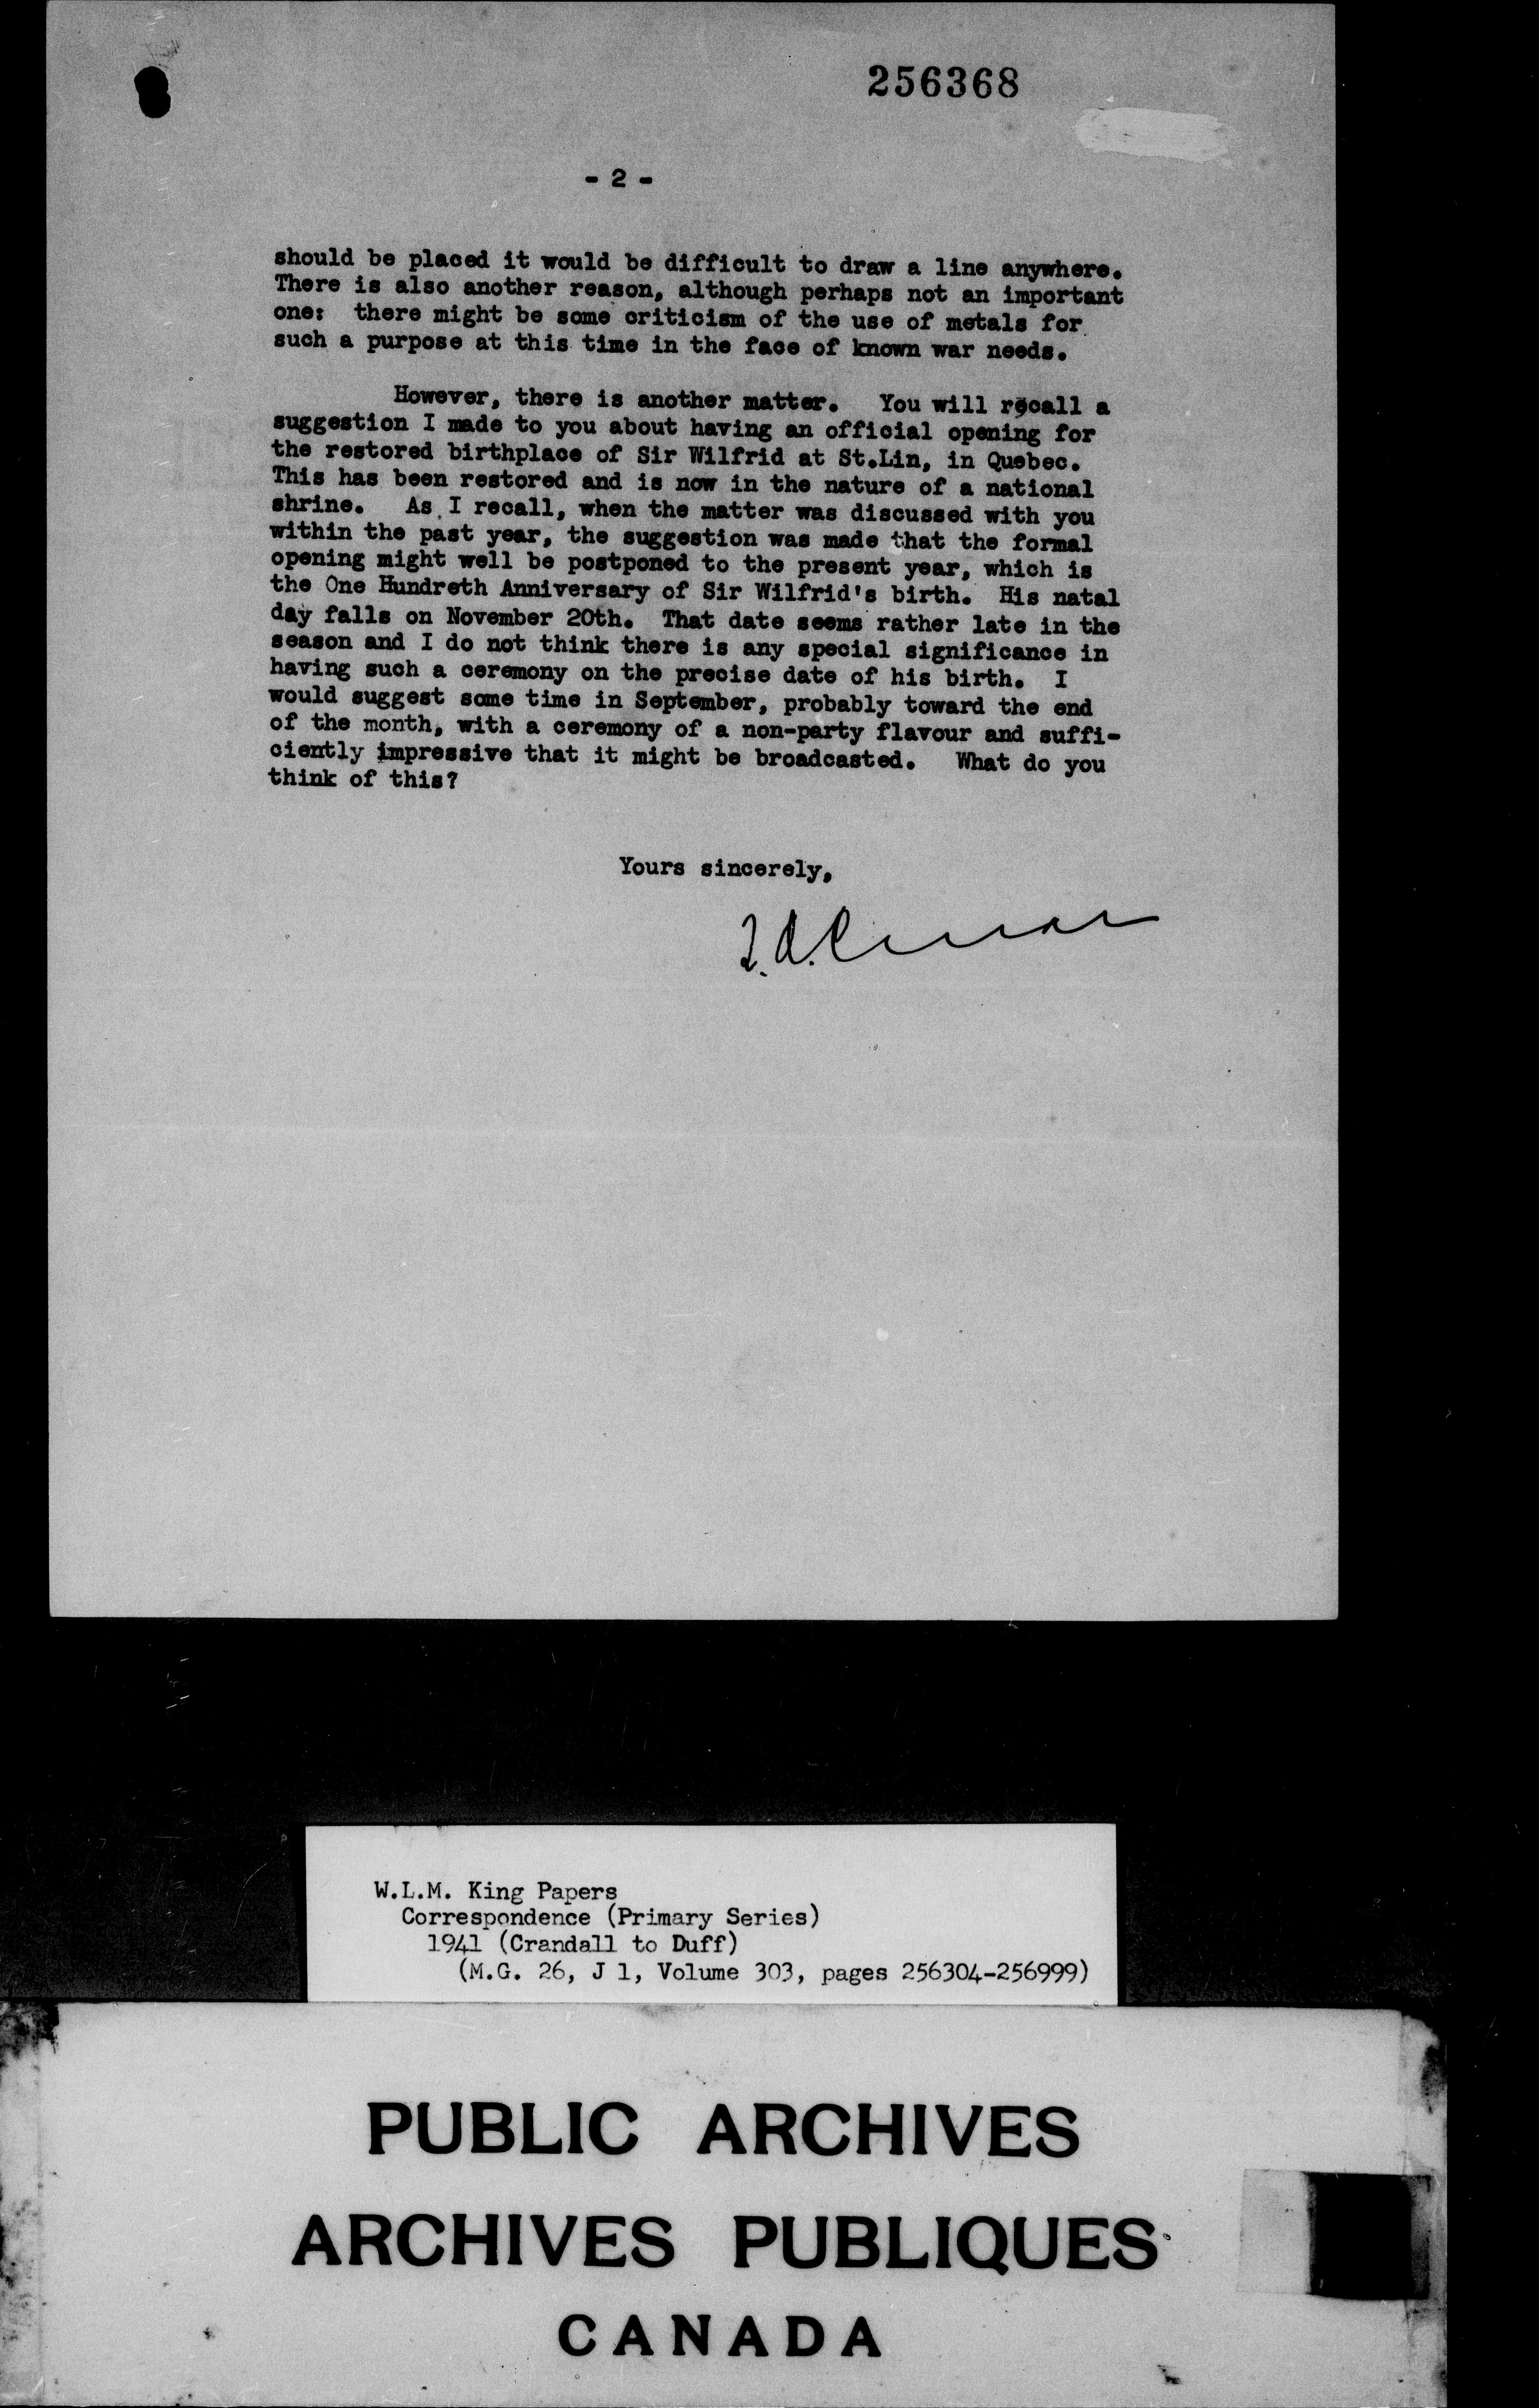 256368
- 2 -
should be placed it would be difficult to draw a line anywhere.
There is also another reason, although perhaps not an important
one: there might be some criticism of the use of metals for
such a purpose at this time in the face of known war needs.
However, there is another matter. You will recall a
suggestion I made to you about having an official opening for
the restored birthplace of Sir Wilfrid at St.Lin, in Quebec.
This has been restored and is now in the nature of a national
shrine. As I recall, when the matter was discussed with you
within the past year, the suggestion was made that the formal
opening might well be postponed to the present year, which is
the One Hundreth Anniversary of Sir Wilfrid's birth. His natal
day falls on November 20th. That date seems rather late in the
season and I do not think there is any special significance in
having such a ceremony on the precise date of his birth. I
would suggest some time in September, probably toward the end
of the month, with a ceremony of a non-party flavour and suffi-
ciently impressive that it might be broadcasted. What do you
think of this?
Yours sincerely,
T.A. Crerar
W.L.M. King Papers
Correspondence (Primary Series)
1941 (Crandall to Duff)
(M.G. 26, J 1, Volume 303, pages 256304-256999)
PUBLIC ARCHIVES
ARCHIVES PUBLIQUES
CANADA